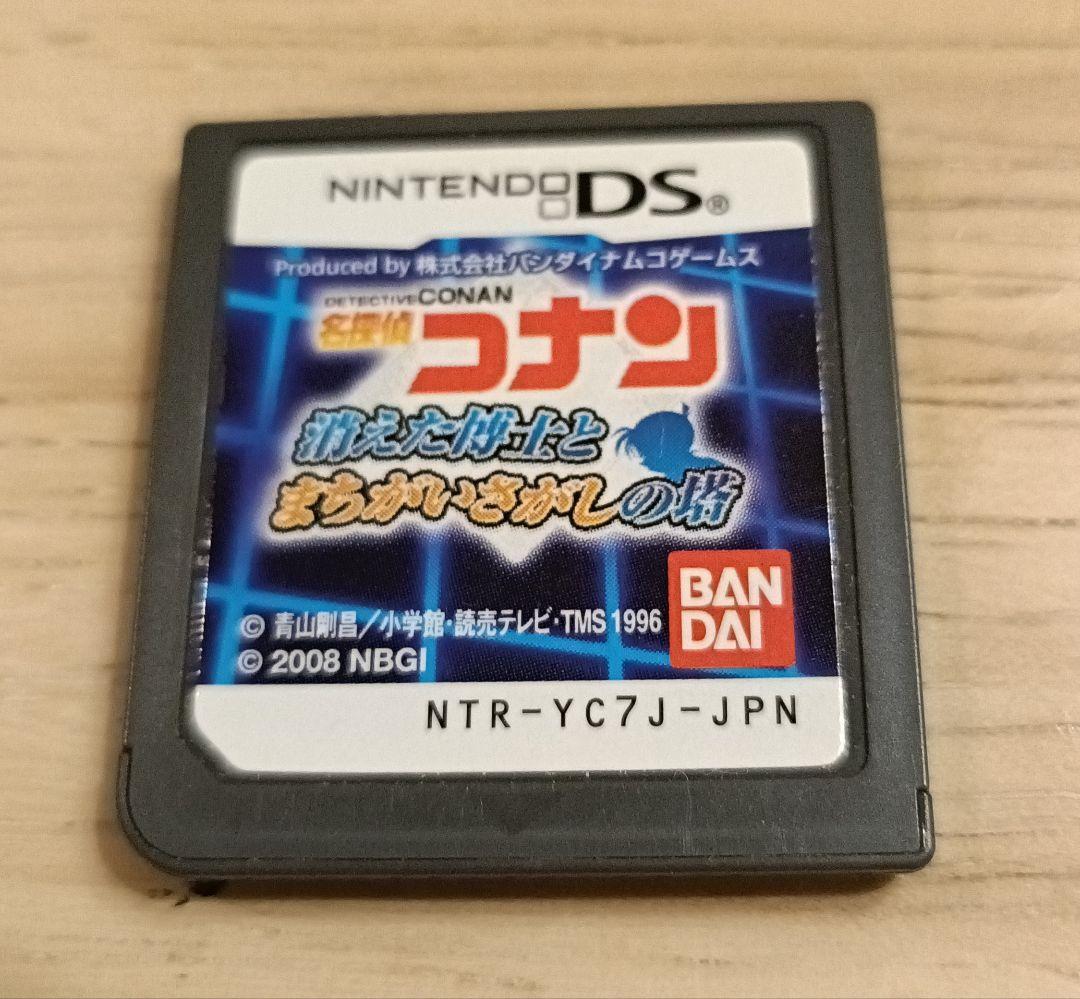 NINTENDO DS®
Produced by 株式会社バンダイナムコゲームス
DETECTIVE CONAN
名探偵 コナン
消えた博士と
まちがいさがしの塔
BAN
DAI
© 青山剛昌／小学館・読売テレビ・TMS 1996
© 2008 NBGI
NTR-YC7J-JPN